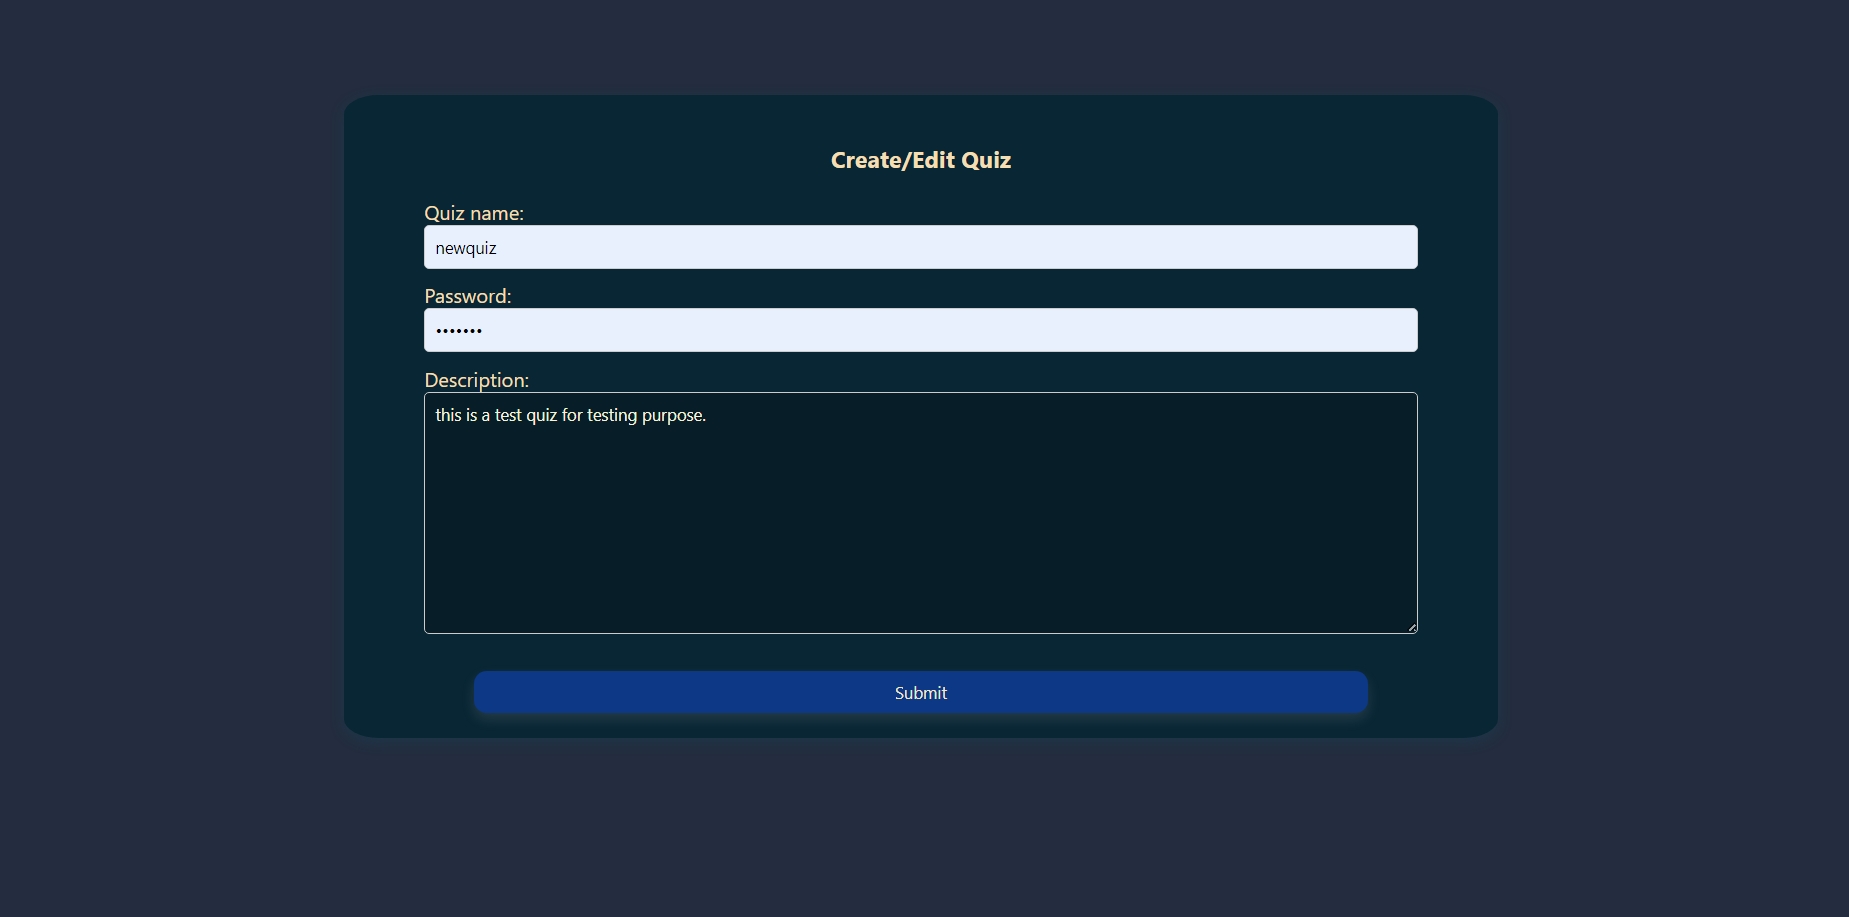 Create/Edit Quiz
Quiz name:
newquiz
Password:
•••••••
Description:
this is a test quiz for testing purpose.
Submit